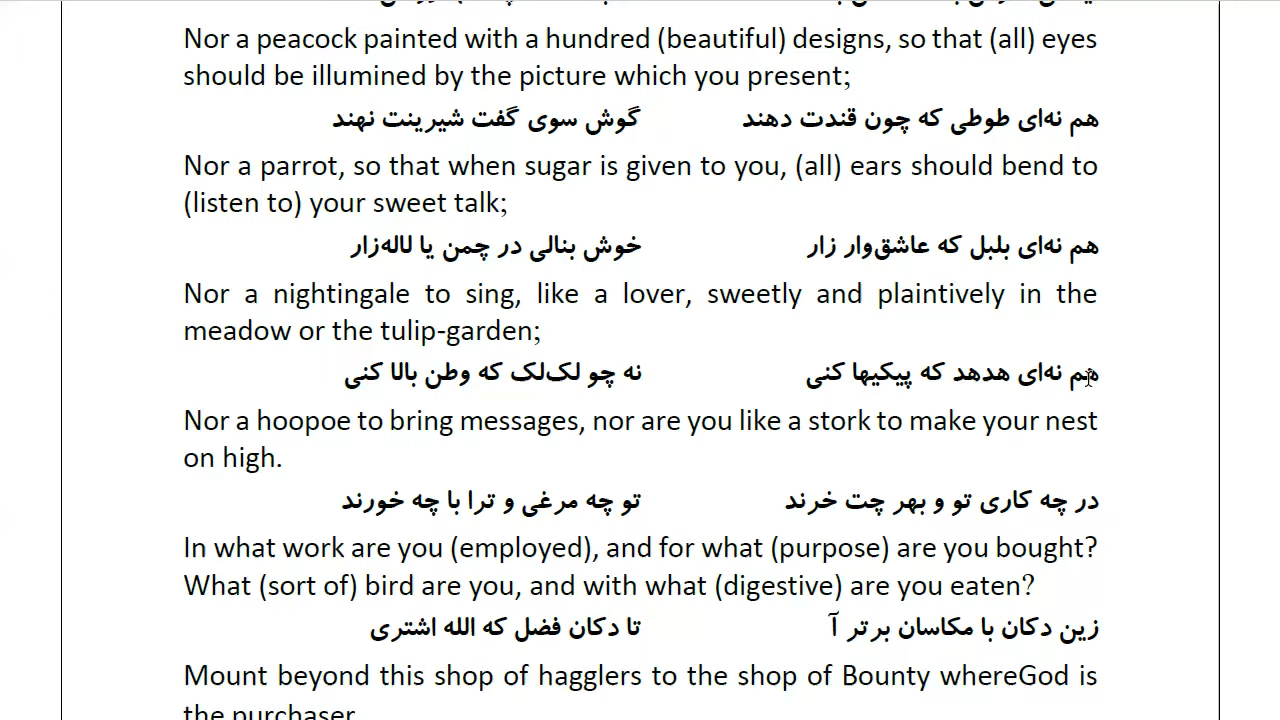 Nor a peacock painted with a hundred (beautiful) designs, so that (all) eyes
should be illumined by the picture which you present;
هم نه‌ای طوطی که چون قندت دهند گوش سوی گفت شیرینت نهند
Nor a parrot, so that when sugar is given to you, (all) ears should bend to
(listen to) your sweet talk;
هم نه‌ای بلبل که عاشق‌وار زار خوش بنالی در چمن یا لاله‌زار
Nor a nightingale to sing, like a lover, sweetly and plaintively in the
meadow or the tulip-garden;
هم نه‌ای هدهد که پیکیها کنی نه چو لک‌لک که وطن بالا کنی
Nor a hoopoe to bring messages, nor are you like a stork to make your nest
on high.
در چه کاری تو و بهر چت خرند تو چه مرغی و ترا با چه خورند
In what work are you (employed), and for what (purpose) are you bought?
What (sort of) bird are you, and with what (digestive) are you eaten?
زین دکان با مکاسان برتر آ تا دکان فضل که الله اشتری
Mount beyond this shop of hagglers to the shop of Bounty whereGod is
the purchaser